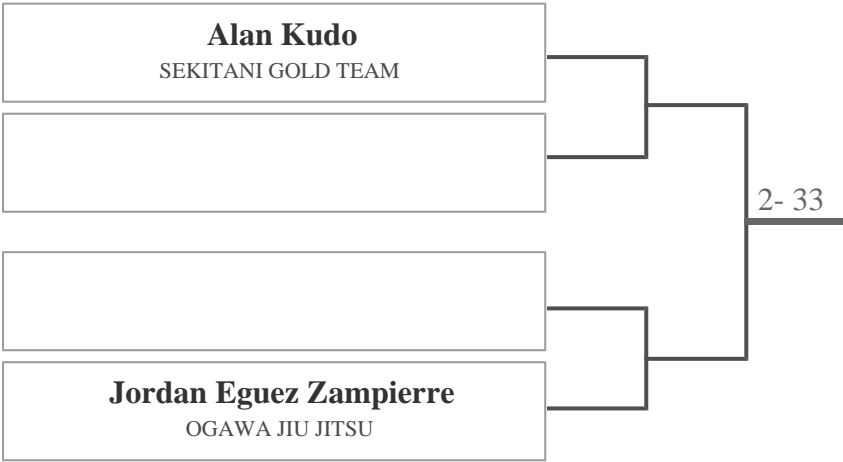 Alan Kudo
SEKITANI GOLD TEAM
2- 33
Jordan Eguez Zampierre
OGAWA JIU JITSU